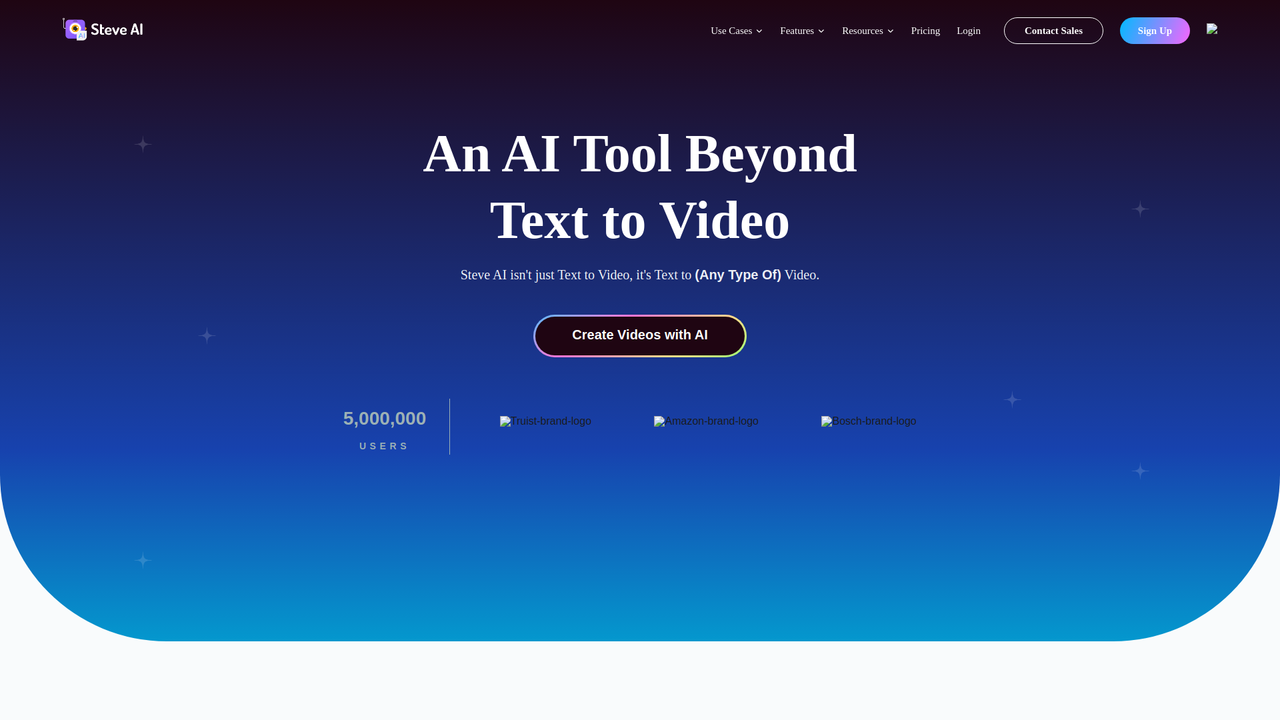 Steve AI
Use Cases Features Resources Pricing Login Contact Sales Sign Up
An AI Tool Beyond
Text to Video
Steve AI isn't just Text to Video, it's Text to (Any Type Of) Video.
Create Videos with AI
5,000,000
USERS
Truist-brand-logo
Amazon-brand-logo
Bosch-brand-logo